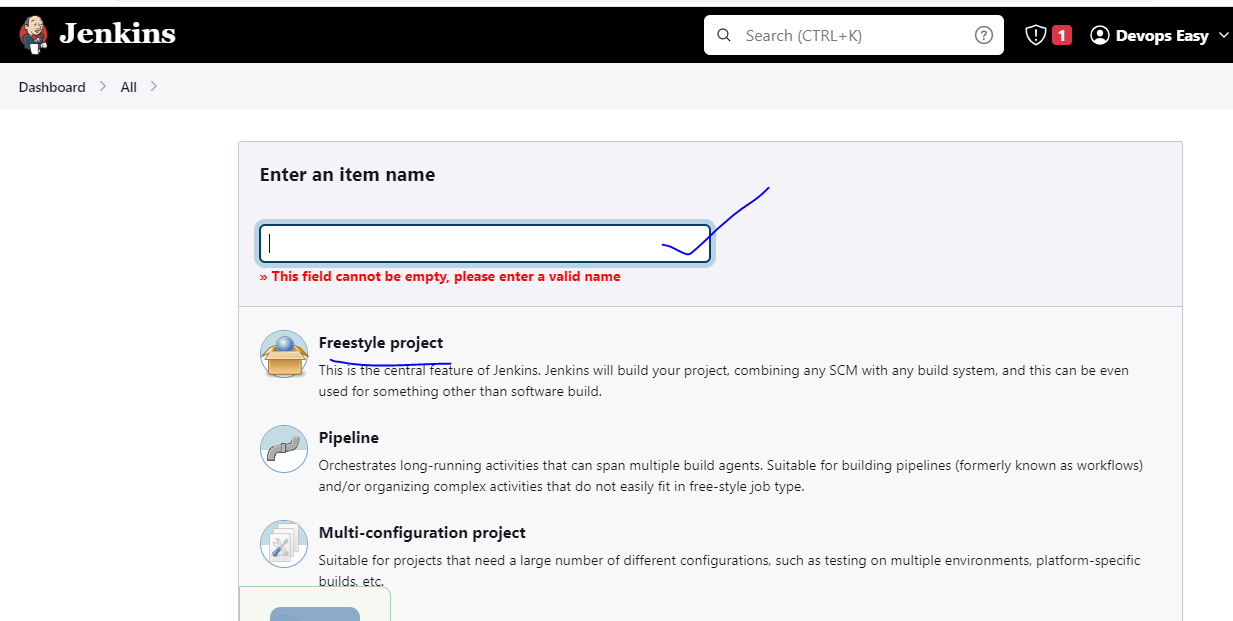 Jenkins
Search (CTRL+K)
?
1
Devops Easy
Dashboard > All >
Enter an item name
» This field cannot be empty, please enter a valid name
Freestyle project
This is the central feature of Jenkins. Jenkins will build your project, combining any SCM with any build system, and this can be even
used for something other than software build.
Pipeline
Orchestrates long-running activities that can span multiple build agents. Suitable for building pipelines (formerly known as workflows)
and/or organizing complex activities that do not easily fit in free-style job type.
Multi-configuration project
Suitable for projects that need a large number of different configurations, such as testing on multiple environments, platform-specific
builds, etc.